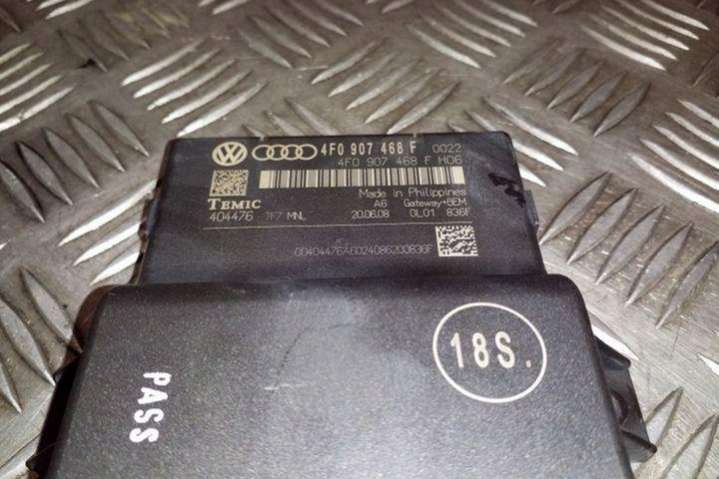 4F0 907 468 F 0022
4F0 907 468 F H06
Made in Philippines
TEMIC A6 Gateway+BEM
404476 7F7 MNL 20.06.08 0L01 836F
00404476A6024086200836F
18S.
PASS